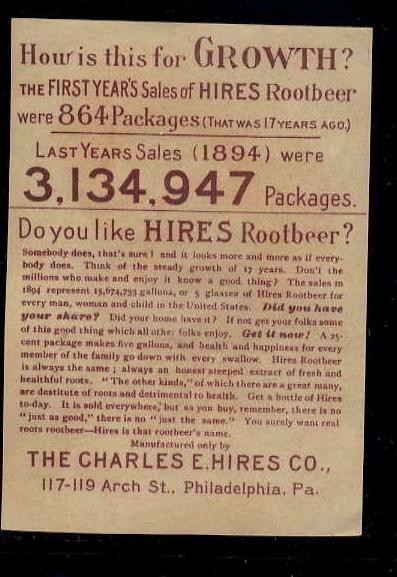 How is this for GROWTH?
THE FIRST YEAR'S Sales of HIRES Rootbeer
were 864 Packages (THAT WAS 17 YEARS AGO.)
LAST YEARS SALES (1894) were
3,134,947 Packages.
Do you like HIRES Rootbeer?
Somebody does, that's sure! and it looks more and more as if every-
body does. Think of the steady growth of 17 years. Don't the
millions who make and enjoy it know a good thing? The sales in
1894 represent 15,674,735 gallons, or 5 glasses of Hires Rootbeer for
every man, woman and child in the United States. Did you have
your share? Did your home have it? If not get your folks some
of this good thing which all other folks enjoy. Get it now! A 25-
cent package makes five gallons, and health and happiness for every
member of the family go down with every swallow. Hires Rootbeer
is always the same; always an honest steeped extract of fresh and
healthful roots. "The other kinds," of which there are a great many,
are destitute of roots and detrimental to health. Get a bottle of Hires
to-day. It is sold everywhere, but as you buy, remember, there is no
"just as good," there is no "just the same." You surely want real
roots rootbeer—Hires is that rootbeer's name.
Manufactured only by
THE CHARLES E. HIRES CO.,
117-119 Arch St., Philadelphia, Pa.